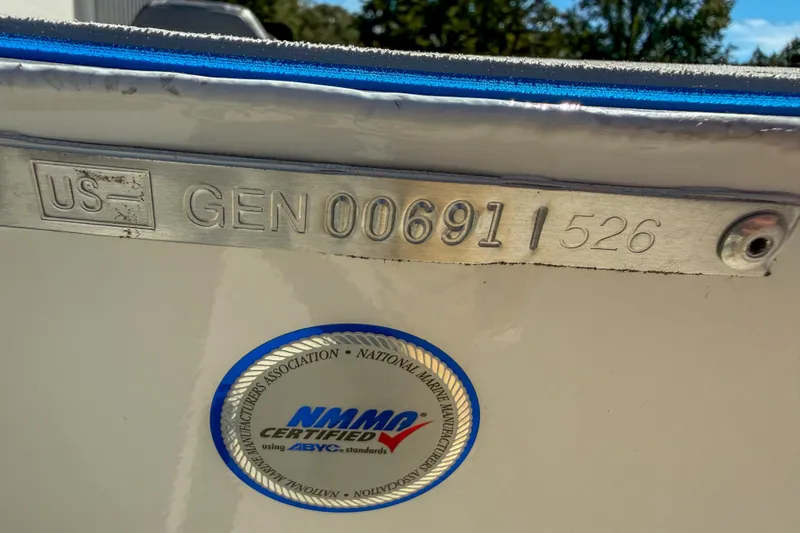 US- GEN 00691 I 526
NATIONAL MARINE MANUFACTURERS ASSOCIATION • NATIONAL MARINE MANUFACTURERS ASSOCIATION •
NMMA®
CERTIFIED
using ABYC® standards